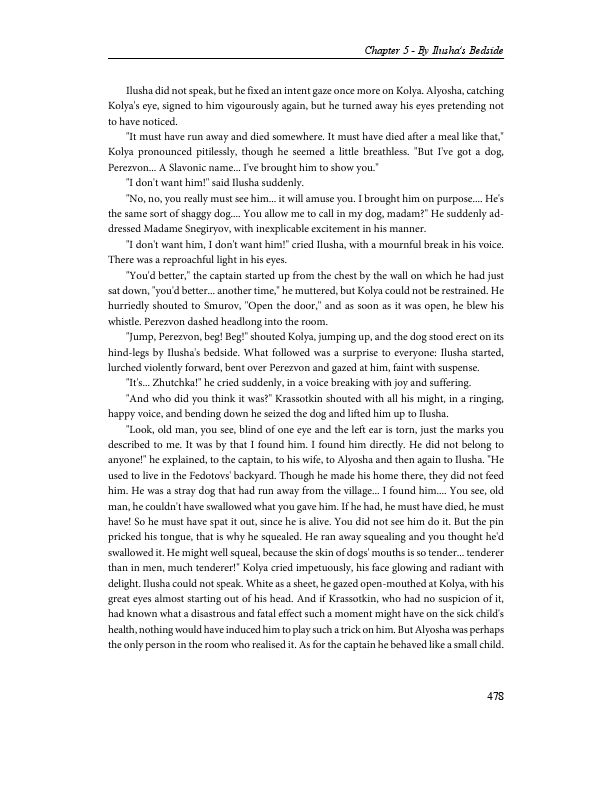 Chapter 5 - By Ilusha's Bedside
Ilusha did not speak, but he fixed an intent gaze once more on Kolya. Alyosha, catching
Kolya's eye, signed to him vigourously again, but he turned away his eyes pretending not
to have noticed.
"It must have run away and died somewhere. It must have died after a meal like that,"
Kolya pronounced pitilessly, though he seemed a little breathless. "But I've got a dog,
Perezvon... A Slavonic name... I've brought him to show you."
"I don't want him!" said Ilusha suddenly.
"No, no, you really must see him... it will amuse you. I brought him on purpose.... He's
the same sort of shaggy dog.... You allow me to call in my dog, madam?" He suddenly ad-
dressed Madame Snegiryov, with inexplicable excitement in his manner.
"I don't want him, I don't want him!" cried Ilusha, with a mournful break in his voice.
There was a reproachful light in his eyes.
"You'd better," the captain started up from the chest by the wall on which he had just
sat down, "you'd better... another time," he muttered, but Kolya could not be restrained. He
hurriedly shouted to Smurov, "Open the door," and as soon as it was open, he blew his
whistle. Perezvon dashed headlong into the room.
"Jump, Perezvon, beg! Beg!" shouted Kolya, jumping up, and the dog stood erect on its
hind-legs by Ilusha's bedside. What followed was a surprise to everyone: Ilusha started,
lurched violently forward, bent over Perezvon and gazed at him, faint with suspense.
"It's... Zhutchka!" he cried suddenly, in a voice breaking with joy and suffering.
"And who did you think it was?" Krassotkin shouted with all his might, in a ringing,
happy voice, and bending down he seized the dog and lifted him up to Ilusha.
"Look, old man, you see, blind of one eye and the left ear is torn, just the marks you
described to me. It was by that I found him. I found him directly. He did not belong to
anyone!" he explained, to the captain, to his wife, to Alyosha and then again to Ilusha. "He
used to live in the Fedotovs' backyard. Though he made his home there, they did not feed
him. He was a stray dog that had run away from the village... I found him.... You see, old
man, he couldn't have swallowed what you gave him. If he had, he must have died, he must
have! So he must have spat it out, since he is alive. You did not see him do it. But the pin
pricked his tongue, that is why he squealed. He ran away squealing and you thought he'd
swallowed it. He might well squeal, because the skin of dogs' mouths is so tender... tenderer
than in men, much tenderer!" Kolya cried impetuously, his face glowing and radiant with
delight. Ilusha could not speak. White as a sheet, he gazed open-mouthed at Kolya, with his
great eyes almost starting out of his head. And if Krassotkin, who had no suspicion of it,
had known what a disastrous and fatal effect such a moment might have on the sick child's
health, nothing would have induced him to play such a trick on him. But Alyosha was perhaps
the only person in the room who realised it. As for the captain he behaved like a small child.
478